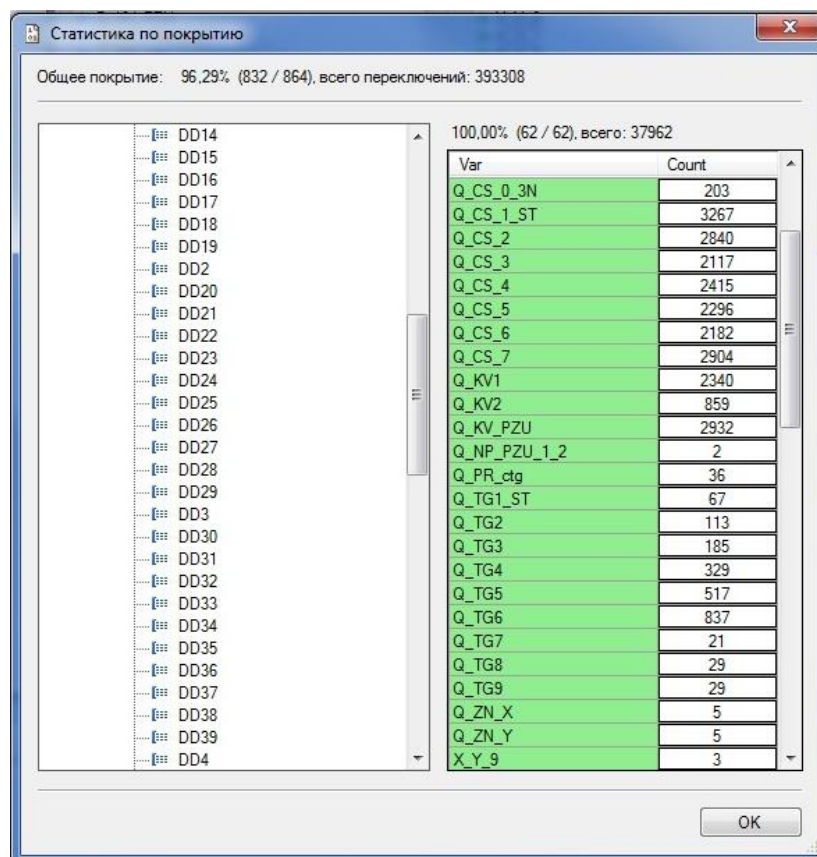 Статистика по покрытию
Общее покрытие: 96,29% (832 / 864), всего переключений: 393308
DD14
DD15
DD16
DD17
DD18
DD19
DD2
DD20
DD21
DD22
DD23
DD24
DD25
DD26
DD27
DD28
DD29
DD3
DD30
DD31
DD32
DD33
DD34
DD35
DD36
DD37
DD38
DD39
DD4
100,00% (62 / 62), всего: 37962
Var Count
Q_CS_0_3N 203
Q_CS_1_ST 3267
Q_CS_2 2840
Q_CS_3 2117
Q_CS_4 2415
Q_CS_5 2296
Q_CS_6 2182
Q_CS_7 2904
Q_KV1 2340
Q_KV2 859
Q_KV_PZU 2932
Q_NP_PZU_1_2 2
Q_PR_ctg 36
Q_TG1_ST 67
Q_TG2 113
Q_TG3 185
Q_TG4 329
Q_TG5 517
Q_TG6 837
Q_TG7 21
Q_TG8 29
Q_TG9 29
Q_ZN_X 5
Q_ZN_Y 5
X_Y_9 3
OK